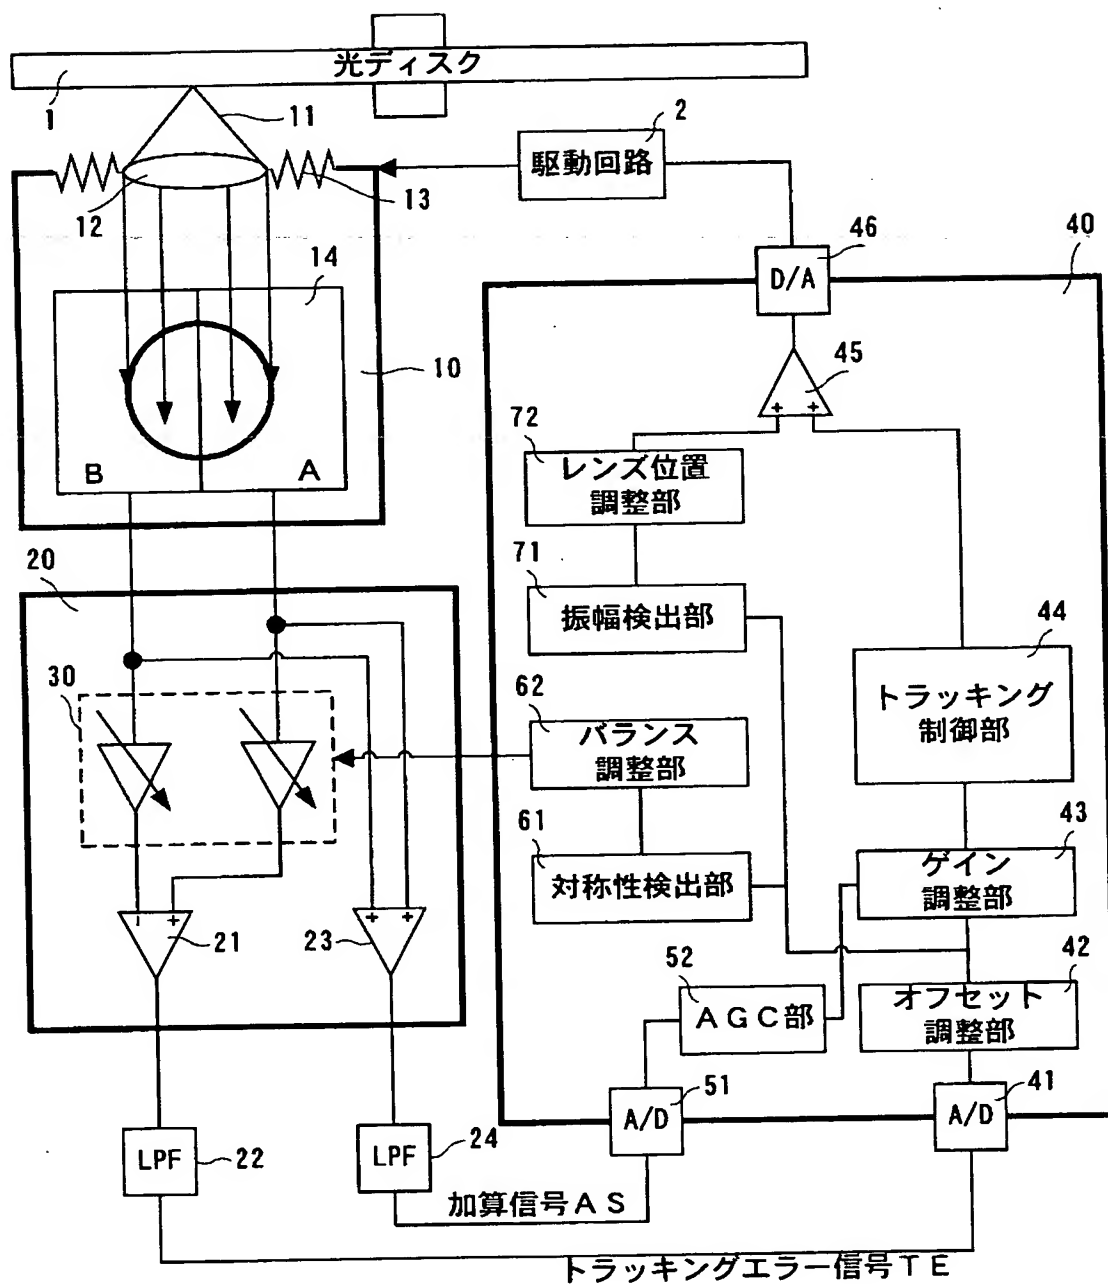 光ディスク
1
11
2
駆動回路
12
13
46
40
D/A
14
45
10
+ +
72
レンズ位置
調整部
B
A
20
71
振幅検出部
44
トラッキング
制御部
30
62
バランス
調整部
61
対称性検出部
43
ゲイン
調整部
- +
21
+ +
23
52
AGC部
42
オフセット
調整部
51
A/D
41
A/D
LPF
22
LPF
24
加算信号AS
トラッキングエラー信号TE